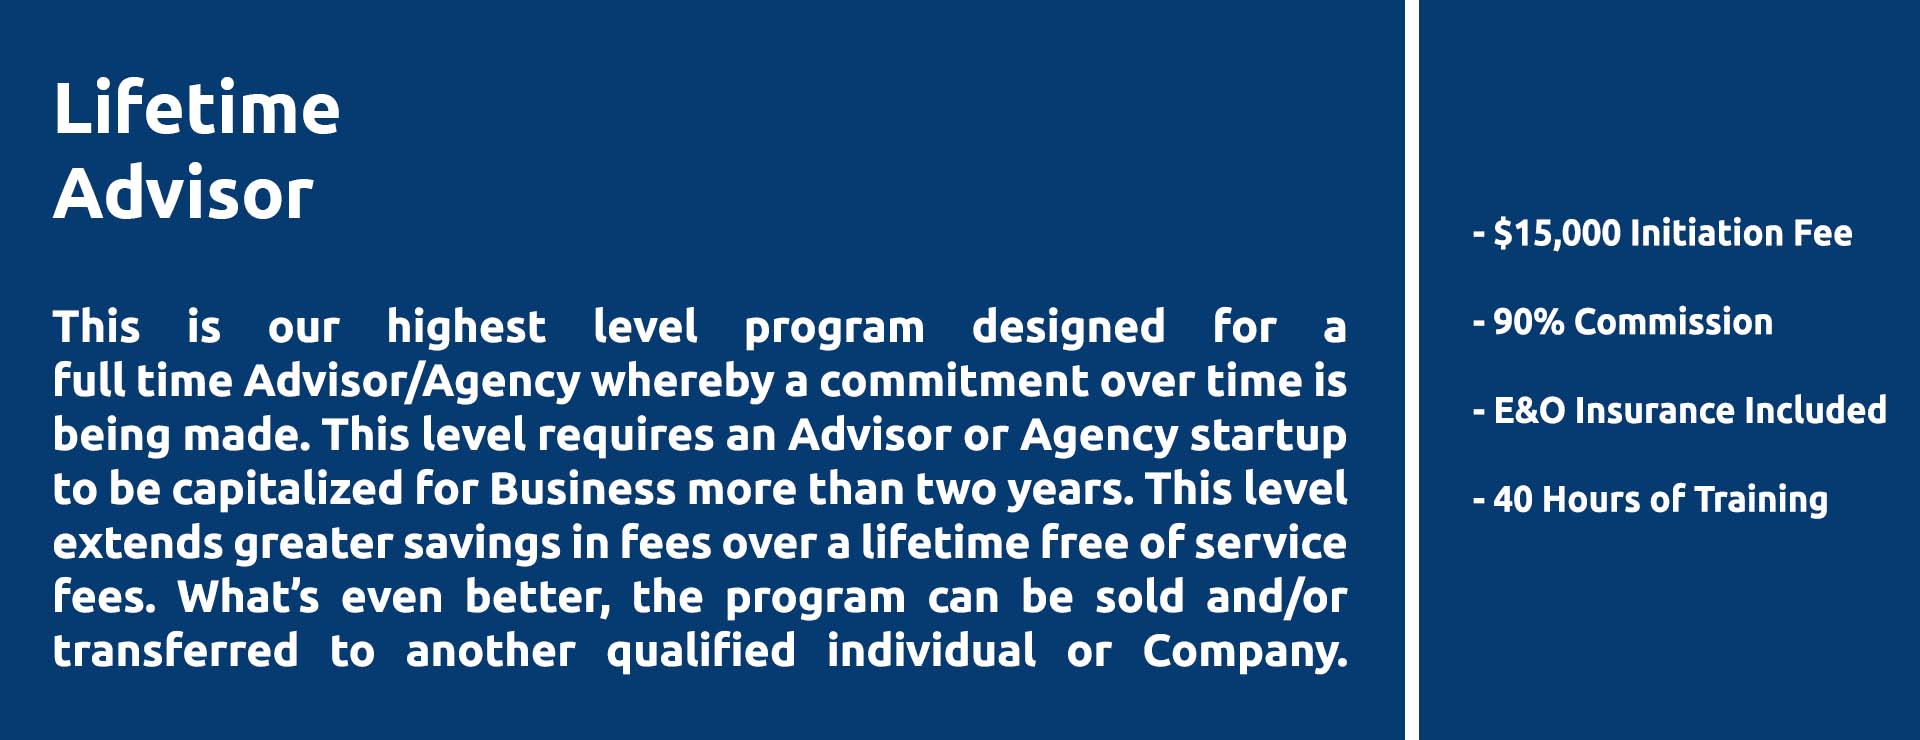 Lifetime
Advisor
This is our highest level program designed for a
full time Advisor/Agency whereby a commitment over time is
being made. This level requires an Advisor or Agency startup
to be capitalized for Business more than two years. This level
extends greater savings in fees over a lifetime free of service
fees. What’s even better, the program can be sold and/or
transferred to another qualified individual or Company.
- $15,000 Initiation Fee
- 90% Commission
- E&O Insurance Included
- 40 Hours of Training